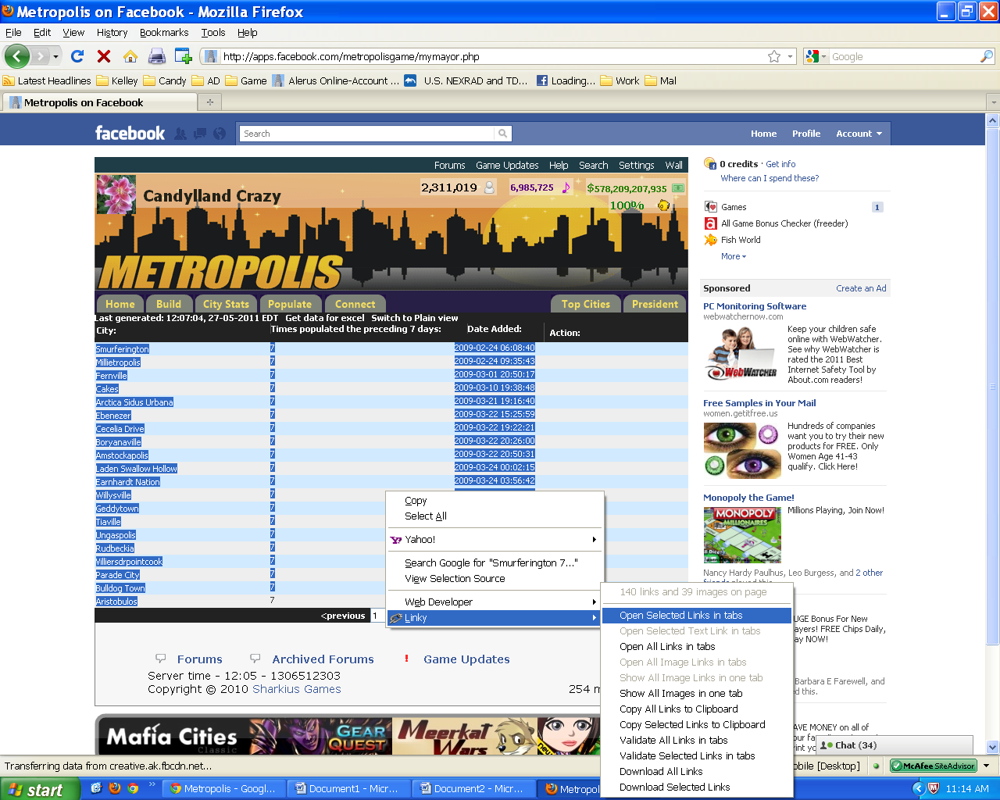 Metropolis on Facebook - Mozilla Firefox
File Edit View History Bookmarks Tools Help
http://apps.facebook.com/metropolisgame/mymayor.php
Google
Latest Headlines Kelley Candy AD Game Alerus Online-Account ... U.S. NEXRAD and TD... Loading... Work Mal
Metropolis on Facebook
facebook Search Home Profile Account
Forums Game Updates Help Search Settings Wall
Candylland Crazy
2,311,019 6,985,725 $578,209,207,935
100%
METROPOLIS
Home Build City Stats Populate Connect Top Cities President
Last generated: 12:07:04, 27-05-2011 EDT Get data for excel Switch to Plain view
City: Times populated the preceding 7 days: Date Added: Action:
Smurferington 7 2009-02-24 06:08:40
Millietropolis 7 2009-02-24 09:35:43
Fernville 7 2009-03-01 20:50:17
Cakes 7 2009-03-10 19:38:48
Arctica Sidus Urbana 7 2009-03-21 19:16:40
Ebenezer 7 2009-03-22 15:25:59
Cecelia Drive 7 2009-03-22 19:22:21
Boryanaville 7 2009-03-22 20:26:00
Amstockapolis 7 2009-03-22 20:50:31
Laden Swallow Hollow 7 2009-03-24 00:02:15
Earnhardt Nation 7 2009-03-24 03:56:42
Willysville 7
Geddytown 7
Tiaville 7
Ungaspolis 7
Rudbeckia 7
Villiersdrpointcook 7
Parade City 7
Bulldog Town 7
Aristobulos 7
<previous 1
Copy
Select All
Yahoo!
Search Google for "Smurferington 7..."
View Selection Source
Web Developer
Linky
140 links and 39 images on page
Open Selected Links in tabs
Open Selected Text Link in tabs
Open All Links in tabs
Open All Image Links in tabs
Show All Image Links in one tab
Show All Images in one tab
Copy All Links to Clipboard
Copy Selected Links to Clipboard
Validate All Links in tabs
Validate Selected Links in tabs
Download All Links
Download Selected Links
Forums Archived Forums Game Updates
Server time - 12:05 - 1306512303
Copyright © 2010 Sharkius Games
254 m
Mafia Cities
Classic
GEAR QUEST
Meerkat Wars
0 credits · Get info
Where can I spend these?
Games 1
All Game Bonus Checker (freeder)
Fish World
More
Sponsored Create an Ad
PC Monitoring Software
webwatchernow.com
WEBWATCHER
Keep your children safe
online with WebWatcher.
See why WebWatcher is
rated the 2011 Best
Internet Safety Tool by
About.com readers!
Free Samples in Your Mail
women.getitfree.us
Hundreds of companies
want you to try their new
products for FREE. Only
Women Age 41-43
qualify. Click Here!
Monopoly the Game!
MONOPOLY
MILLIONAIRES
Millions Playing, Join Now!
Nancy Hardy Paulhus, Leo Burgess, and 2 other
friends played this.
UGE Bonus For New
ayers! FREE Chips Daily,
ay NOW!
Barbara E Farewell, and
ed this.
AVE MONEY on all of
Chat (34)
Transferring data from creative.ak.fbcdn.net...
obile [Desktop] McAfee SiteAdvisor
start Metropolis - Googl... Document1 - Micr... Document2 - Micr... Metropol 11:14 AM